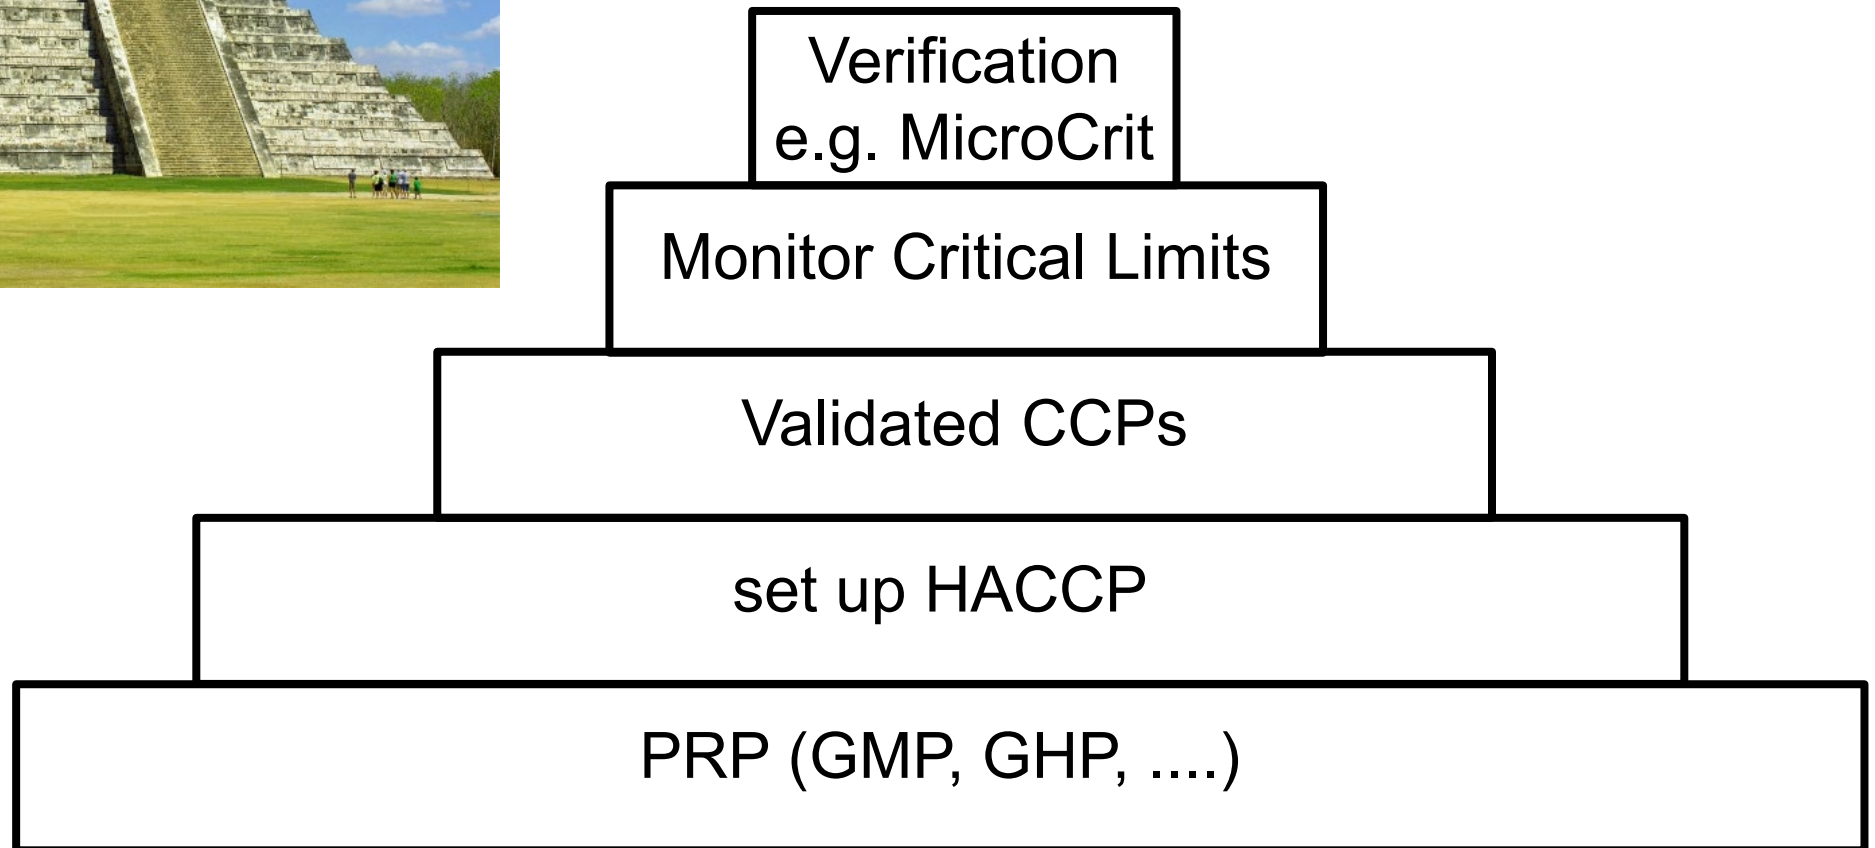 Verification
e.g. MicroCrit
Monitor Critical Limits
Validated CCPs
set up HACCP
PRP (GMP, GHP, ....)